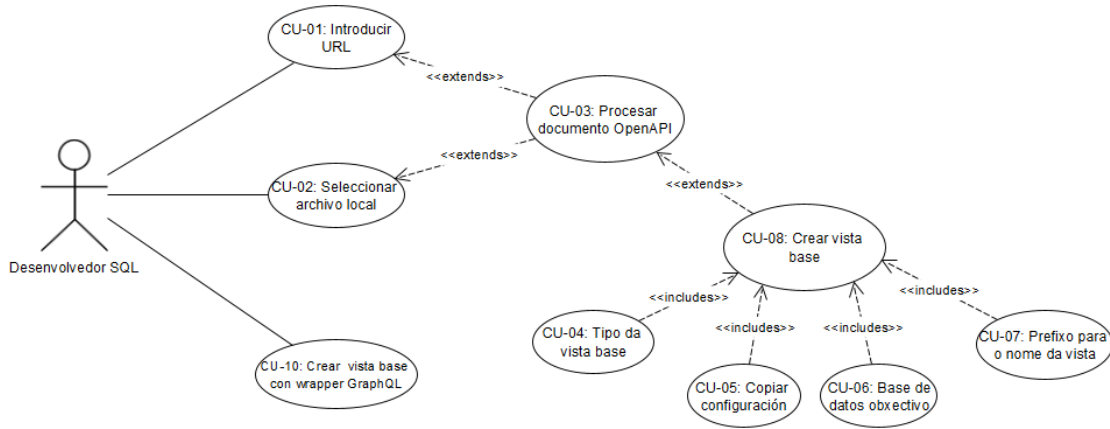 CU-01: Introducir
URL
<<extends>>
CU-03: Procesar
documento OpenAPI
<<extends>>
CU-02: Seleccionar
archivo local
<<extends>>
Desenvolvedor SQL
CU-08: Crear vista
base
<<includes>>
<<includes>>
CU-04: Tipo da
vista base
<<includes>>
<<includes>>
CU-07: Prefixo para
o nome da vista
CU-10: Crear vista base
con wrapper GraphQL
CU-05: Copiar
configuración
CU-06: Base de
datos obxectivo